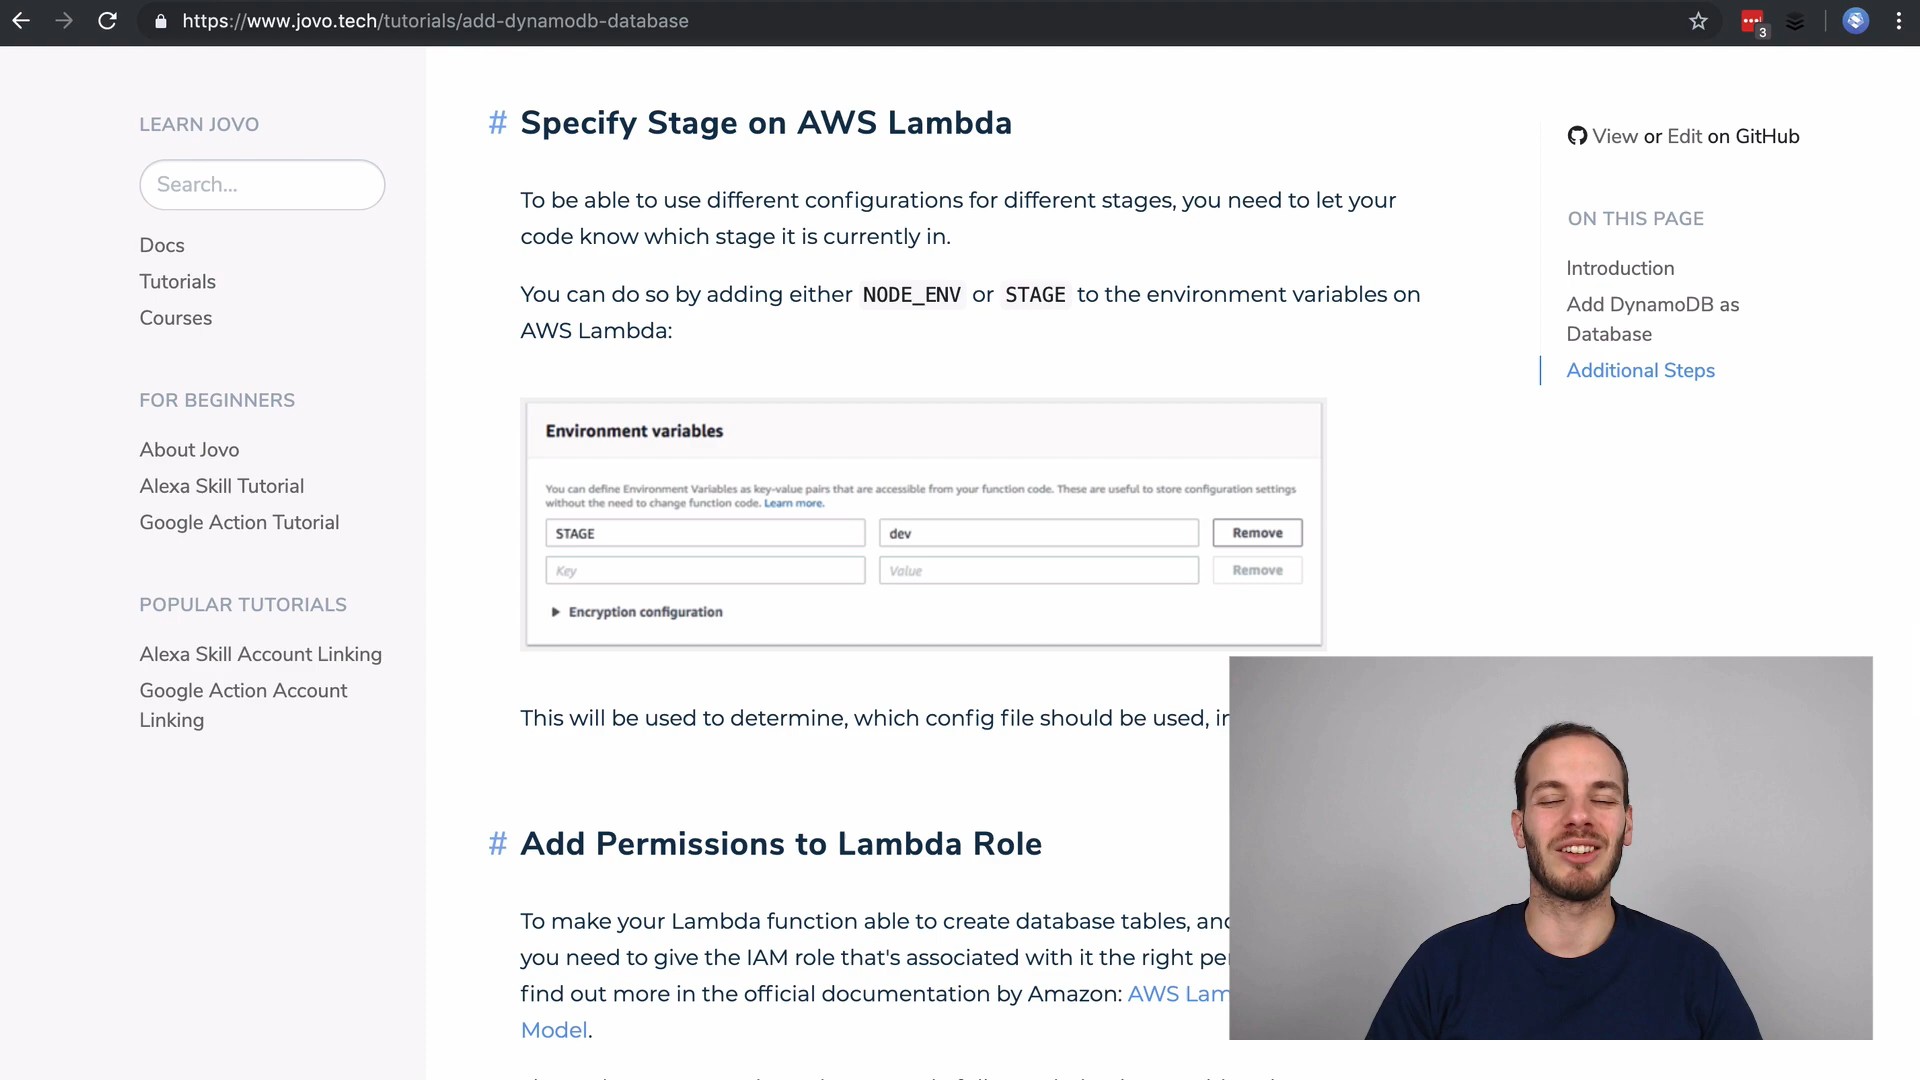 https://www.jovo.tech/tutorials/add-dynamodb-database
3
LEARN JOVO
Search...
Docs
Tutorials
Courses
FOR BEGINNERS
About Jovo
Alexa Skill Tutorial
Google Action Tutorial
POPULAR TUTORIALS
Alexa Skill Account Linking
Google Action Account
Linking
# Specify Stage on AWS Lambda
To be able to use different configurations for different stages, you need to let your
code know which stage it is currently in.
You can do so by adding either NODE_ENV or STAGE to the environment variables on
AWS Lambda:
Environment variables
You can define Environment Variables as key-value pairs that are accessible from your function code. These are useful to store configuration settings
without the need to change function code. Learn more.
STAGE dev Remove
Key Value Remove
Encryption configuration
This will be used to determine, which config file should be used,
# Add Permissions to Lambda Role
To make your Lambda function able to create database tables,
you need to give the IAM role that's associated with it the right
find out more in the official documentation by Amazon: AWS
Model.
View or Edit on GitHub
ON THIS PAGE
Introduction
Add DynamoDB as
Database
Additional Steps